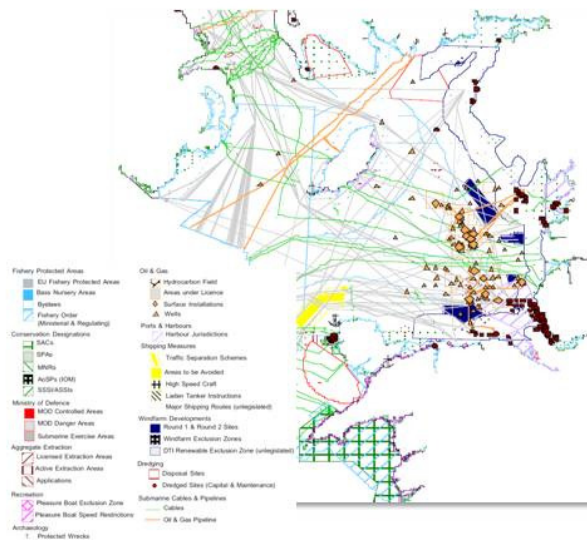 Fishery Protected Areas
EU Fishery Protected Areas
Bass Nursery Areas
Byelaws
Fishery Order
(Ministerial & Regulating)
Conservation Designations
SACs
SPAs
MNRs
AoSPs (IOM)
SSSI/ASSIs
Ministry of Defence
MOD Controlled Areas
MOD Danger Areas
Submarine Exercise Areas
Aggregate Extraction
Licensed Extraction Areas
Active Extraction Areas
Applications
Recreation
Pleasure Boat Exclusion Zone
Pleasure Boat Speed Restrictions
Archaeology
Protected Wrecks
Oil & Gas
Hydrocarbon Field
Areas under Licence
Surface Installations
Wells
Ports & Harbours
Harbour Jurisdictions
Shipping Measures
Traffic Separation Schemes
Areas to be Avoided
High Speed Craft
Laden Tanker Instructions
Major Shipping Routes (unlegislated)
Windfarm Developments
Round 1 & Round 2 Sites
Windfarm Exclusion Zones
DTI Renewable Exclusion Zone (unlegislated)
Dredging
Disposal Sites
Dredged Sites (Capital & Maintenance)
Submarine Cables & Pipelines
Cables
Oil & Gas Pipeline